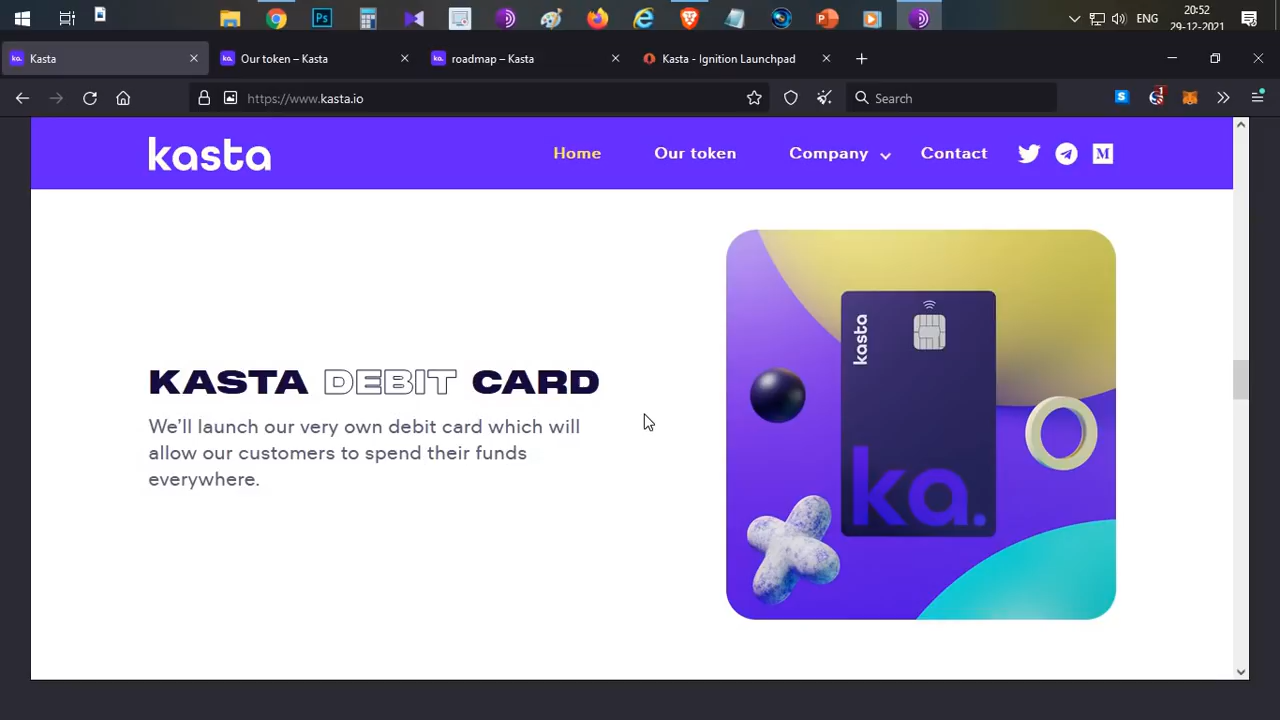 20:52
ENG
29-12-2021
Kasta
Our token – Kasta
roadmap – Kasta
Kasta - Ignition Launchpad
https://www.kasta.io
Search
1
kasta
Home
Our token
Company
Contact
KASTA DEBIT CARD
We’ll launch our very own debit card which will
allow our customers to spend their funds
everywhere.
kasta
ka.